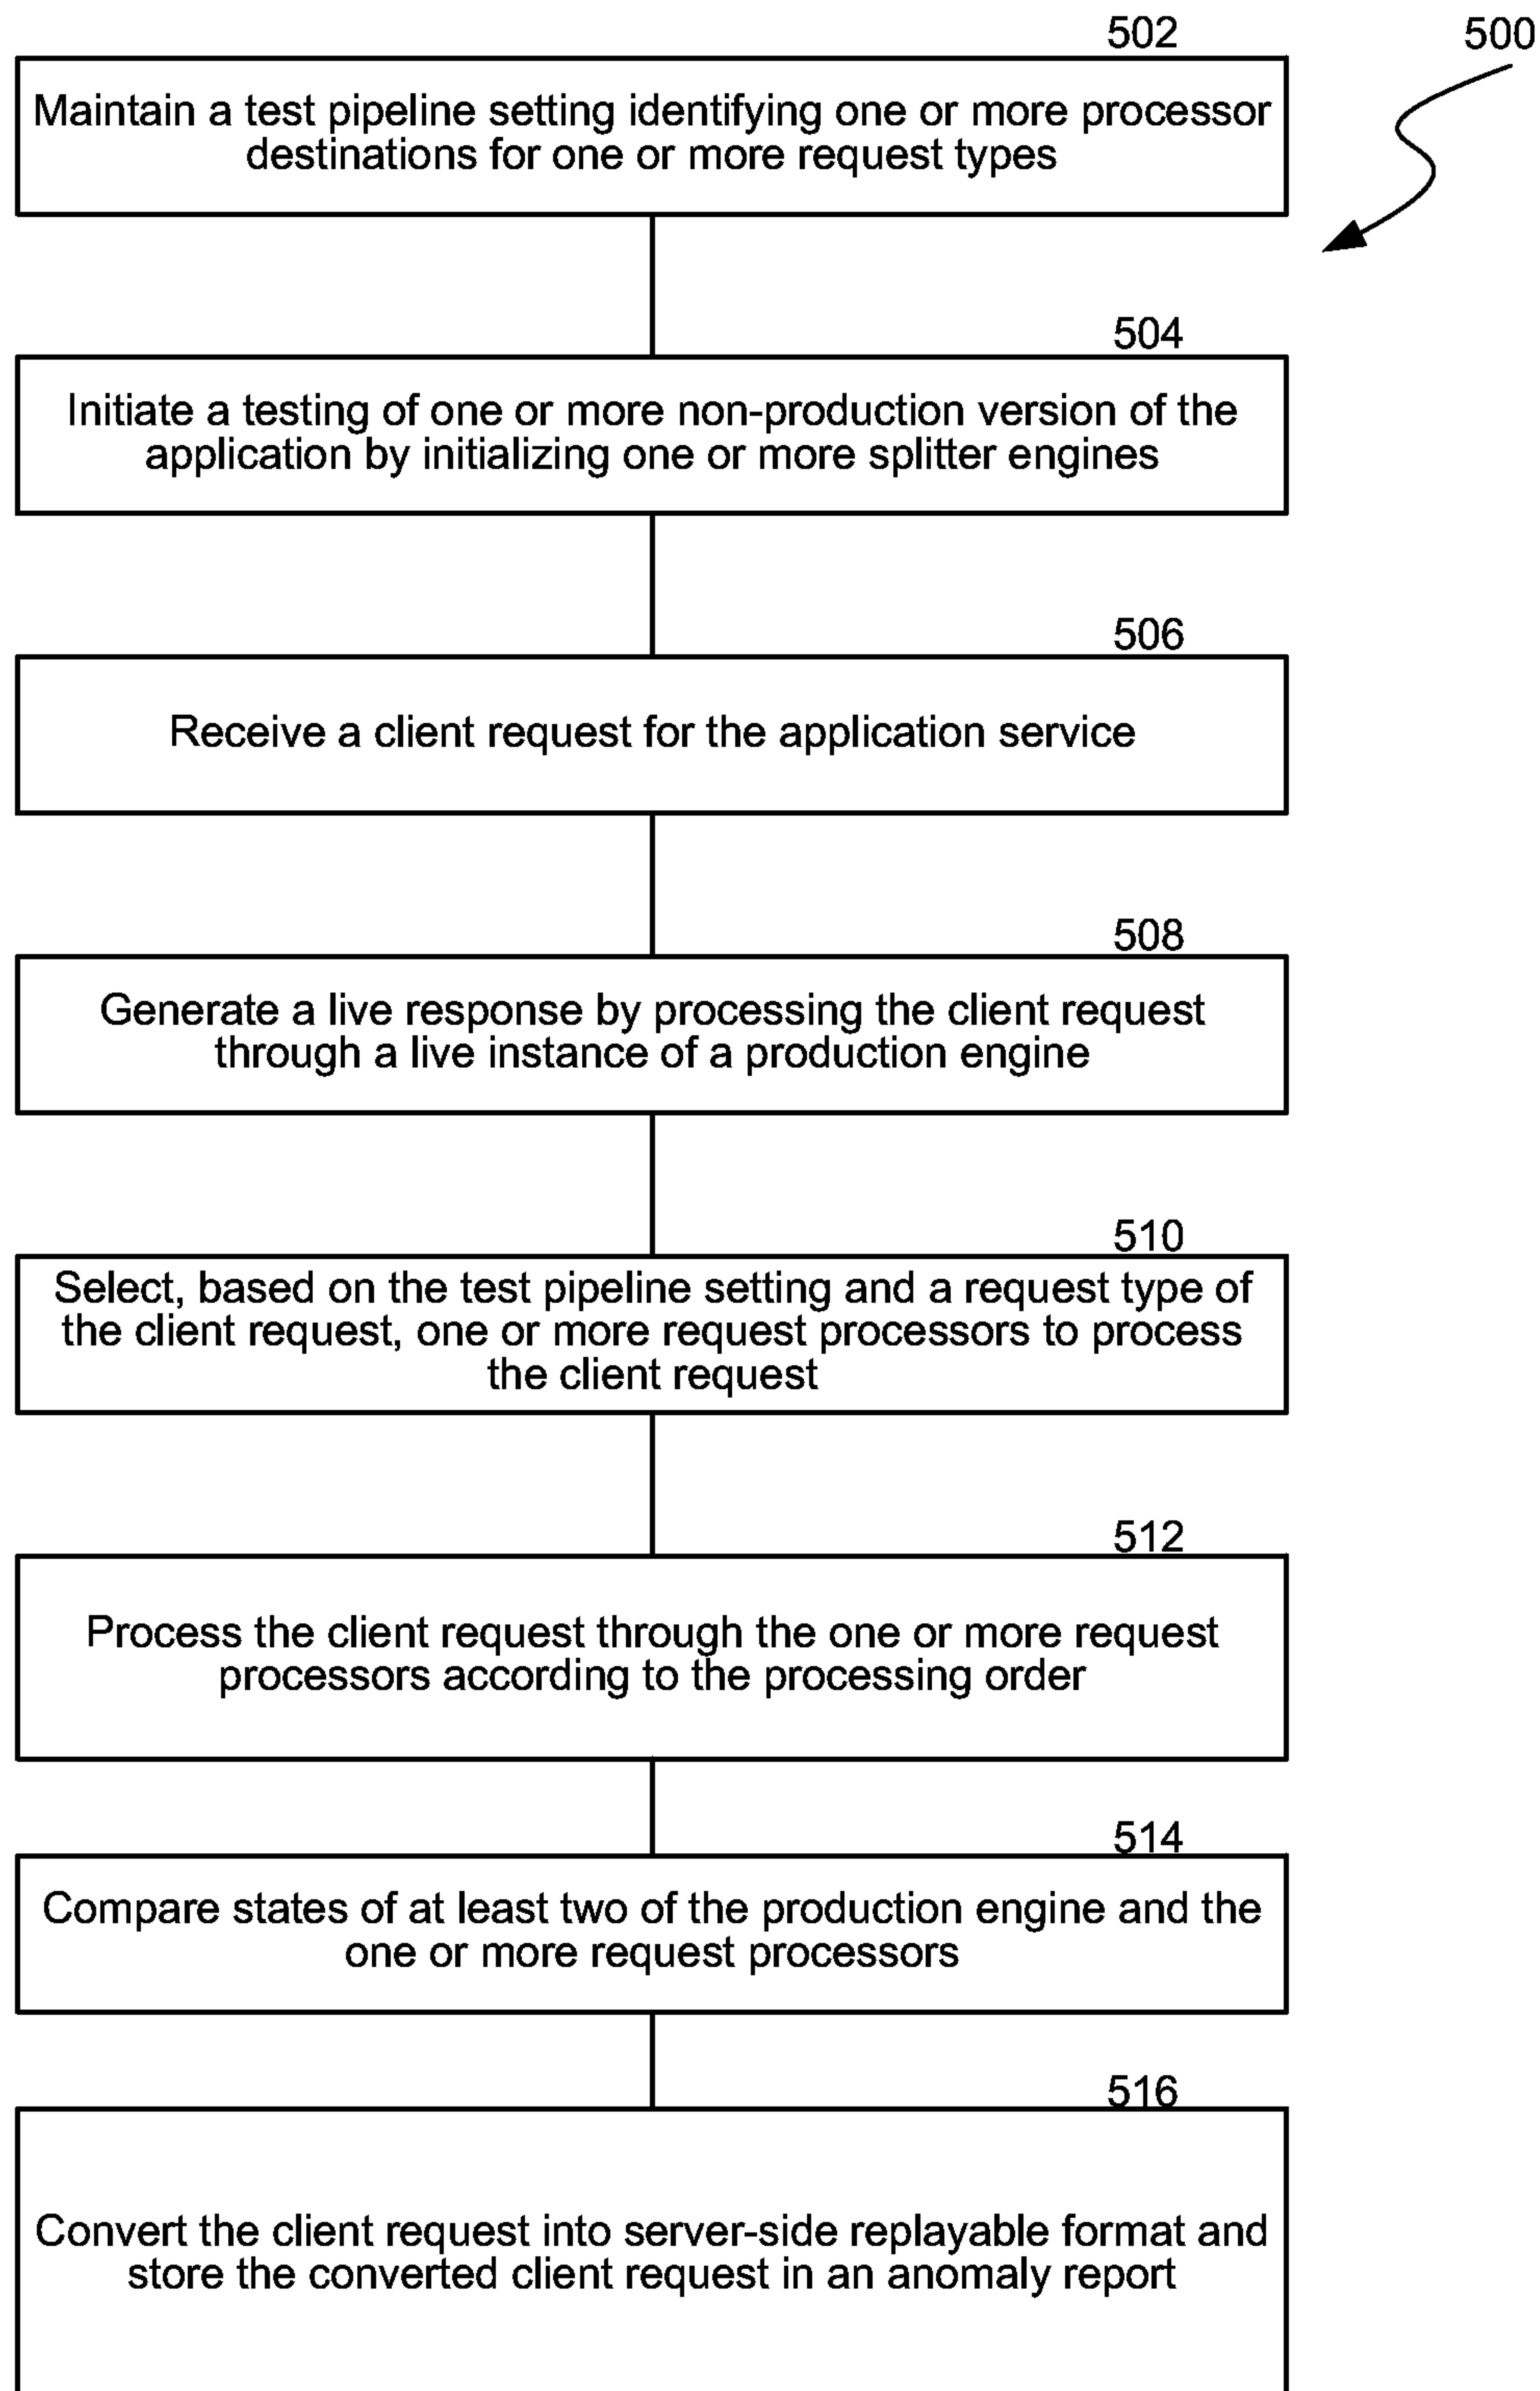 502
500
Maintain a test pipeline setting identifying one or more processor
destinations for one or more request types
504
Initiate a testing of one or more non-production version of the
application by initializing one or more splitter engines
506
Receive a client request for the application service
508
Generate a live response by processing the client request
through a live instance of a production engine
510
Select, based on the test pipeline setting and a request type of
the client request, one or more request processors to process
the client request
512
Process the client request through the one or more request
processors according to the processing order
514
Compare states of at least two of the production engine and the
one or more request processors
516
Convert the client request into server-side replayable format and
store the converted client request in an anomaly report